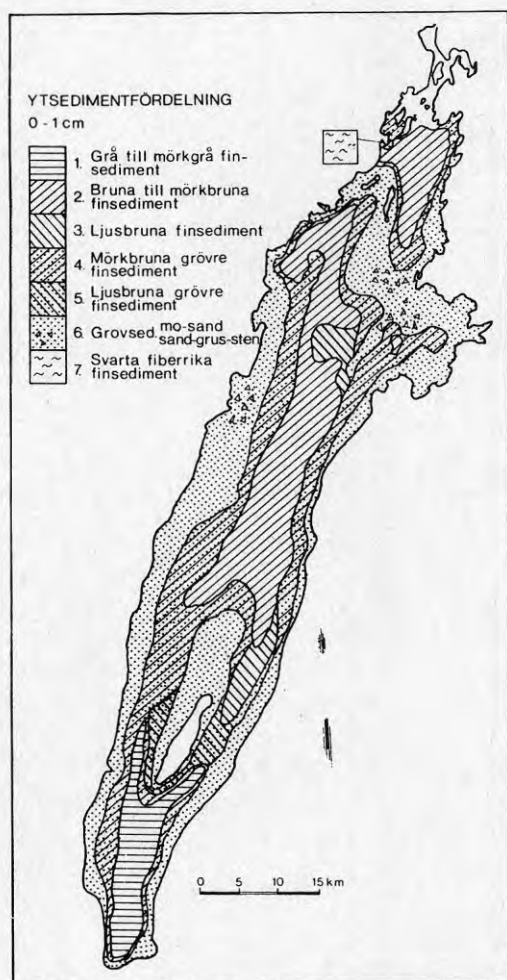 YTSEDIMENTFÖRDELNING
0 - 1 cm
1. Grå till mörkgrå fin-
sediment
2. Bruna till mörkbruna
finsediment
3. Ljusbruna finsediment
4. Mörkbruna grövre
finsediment
5. Ljusbruna grövre
finsediment
6. Grovsed mo-sand
sand-grus-sten
7. Svarta fiberrika
finsediment
0 5 10 15 km